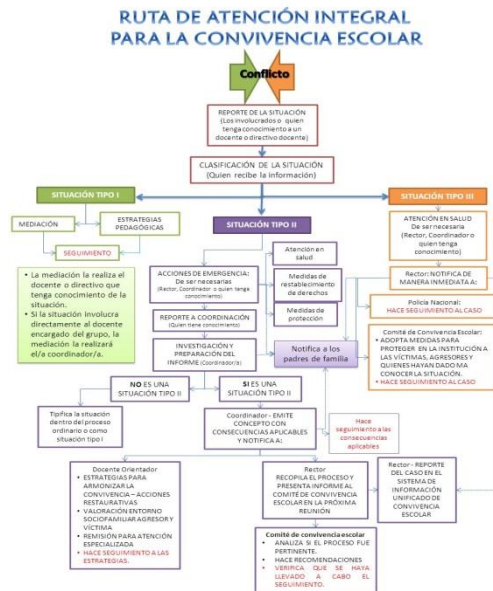 RUTA DE ATENCIÓN INTEGRAL
PARA LA CONVIVENCIA ESCOLAR
Conflicto
REPORTE DE LA SITUACIÓN
(Los involucrados o quien
tenga conocimiento a un
docente o directivo docente)
CLASIFICACIÓN DE LA SITUACIÓN
(Quien recibe la información)
SITUACIÓN TIPO I
MEDIACIÓN
ESTRATEGIAS
PEDAGÓGICAS
SEGUIMIENTO
• La mediación la realiza el
docente o directivo que
tenga conocimiento de la
situación.
• Si la situación involucra
directamente al docente
encargado del grupo, la
mediación la realizará
el/a coordinador/a.
SITUACIÓN TIPO II
ACCIONES DE EMERGENCIA:
De ser necesarias
(Rector, Coordinador o quien tenga
conocimiento)
Atención en
salud
Medidas de
restablecimiento
de derechos
Medidas de
protección
REPORTE A COORDINACIÓN
(Quien tiene conocimiento)
INVESTIGACIÓN Y
PREPARACIÓN DEL
INFORME (Coordinador/a)
Notifica a los
padres de familia
NO ES UNA
SITUACIÓN TIPO II
SI ES UNA
SITUACIÓN TIPO II
Tipifica la situación
dentro del proceso
ordinario o como
situación tipo I
Coordinador - EMITE
CONCEPTO CON
CONSECUENCIAS APLICABLES
Y NOTIFICA A:
Hace
seguimiento a las
consecuencias
aplicables
Docente Orientador
• ESTRATEGIAS PARA
ARMONIZAR LA
CONVIVENCIA – ACCIONES
RESTAURATIVAS
• VALORACIÓN ENTORNO
SOCIOFAMILIAR AGRESOR Y
VÍCTIMA
• REMISIÓN PARA ATENCIÓN
ESPECIALIZADA
• HACE SEGUIMIENTO A LAS
ESTRATEGIAS.
Rector
RECOPILA EL PROCESO Y
PRESENTA INFORME AL
COMITÉ DE CONVIVENCIA
ESCOLAR EN LA PRÓXIMA
REUNIÓN
Comité de convivencia escolar
• ANALIZA SI EL PROCESO FUE
PERTINENTE.
• HACE RECOMENDACIONES
• VERIFICA QUE SE HAYA
LLEVADO A CABO EL
SEGUIMIENTO.
SITUACIÓN TIPO III
ATENCIÓN EN SALUD
De ser necesaria
(Rector, Coordinador o
quien tenga
conocimiento)
Rector: NOTIFICA DE
MANERA INMEDIATA A:
Policía Nacional:
HACE SEGUIMIENTO AL CASO
Comité de Convivencia Escolar:
• ADOPTA MEDIDAS PARA
PROTEGER EN LA INSTITUCIÓN A
LAS VÍCTIMAS, AGRESORES Y
QUIENES HAYAN DADO MA
CONOCER LA SITUACIÓN.
• HACE SEGUIMIENTO AL CASO
Rector - REPORTE
DEL CASO EN EL
SISTEMA DE
INFORMACIÓN
UNIFICADO DE
CONVIVENCIA
ESCOLAR